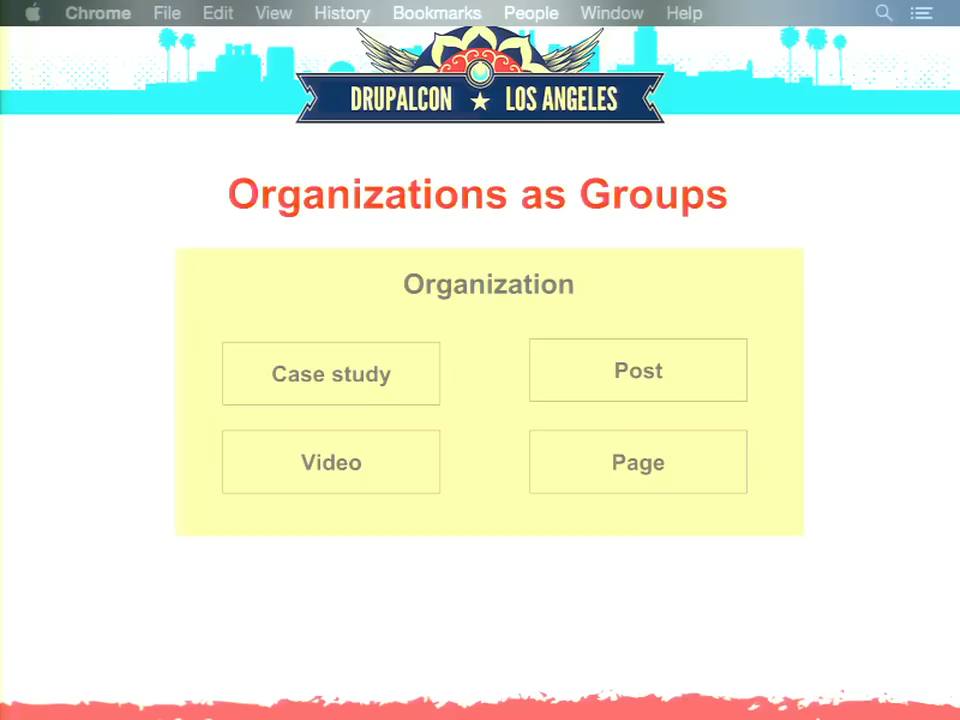 Chrome File Edit View History Bookmarks People Window Help
DRUPALCON ★ LOS ANGELES
Organizations as Groups
Organization
Case study
Post
Video
Page